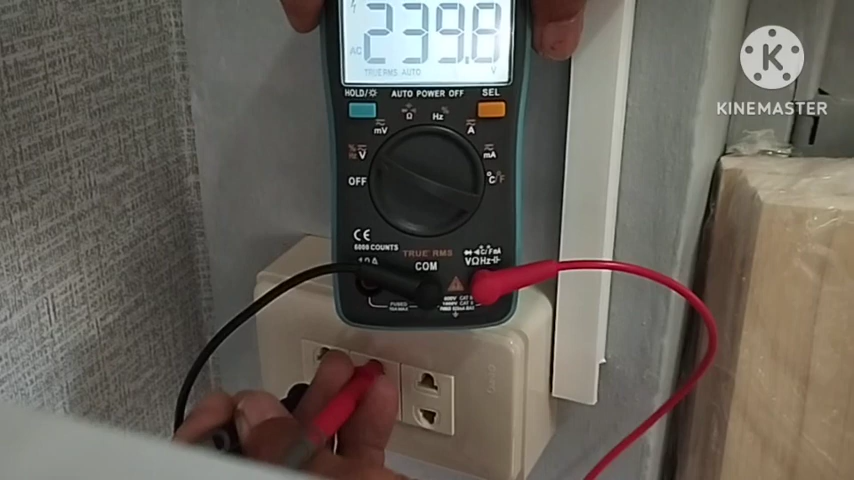 239.8
AC
TRUERMS AUTO
V
KINEMASTER
HOLD/
AUTO POWER OFF
SEL
Ω
Hz
mV
A
Hz V
mA
OFF
°C/°F
CE
6000 COUNTS
TRUE RMS
10A
COM
VΩHz
FUSED